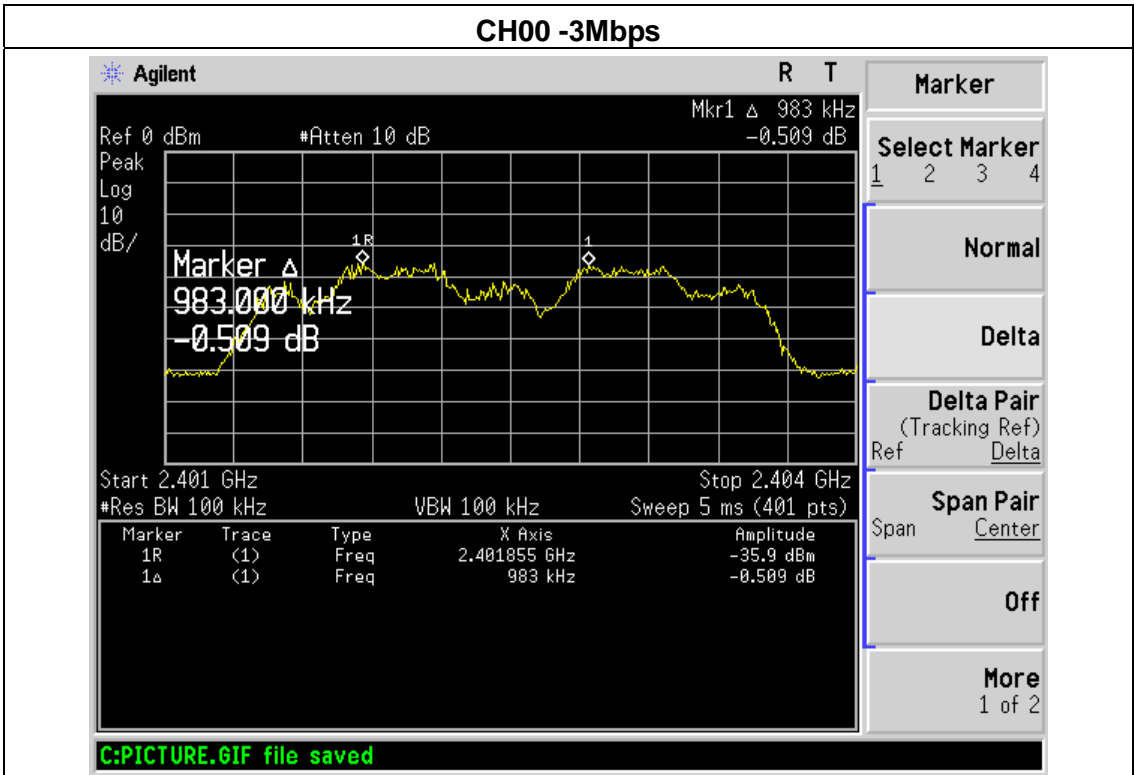 CH00 -3Mbps
Agilent R T
Mkr1 Δ 983 kHz
Ref 0 dBm #Atten 10 dB -0.509 dB
Peak
Log
10
dB/
1R 1
Marker Δ
983.000 kHz
-0.509 dB
Start 2.401 GHz Stop 2.404 GHz
#Res BW 100 kHz VBW 100 kHz Sweep 5 ms (401 pts)
Marker Trace Type X Axis Amplitude
1R (1) Freq 2.401855 GHz -35.9 dBm
1Δ (1) Freq 983 kHz -0.509 dB
C:PICTURE.GIF file saved
Marker
Select Marker
1 2 3 4
Normal
Delta
Delta Pair
(Tracking Ref)
Ref Delta
Span Pair
Span Center
Off
More
1 of 2